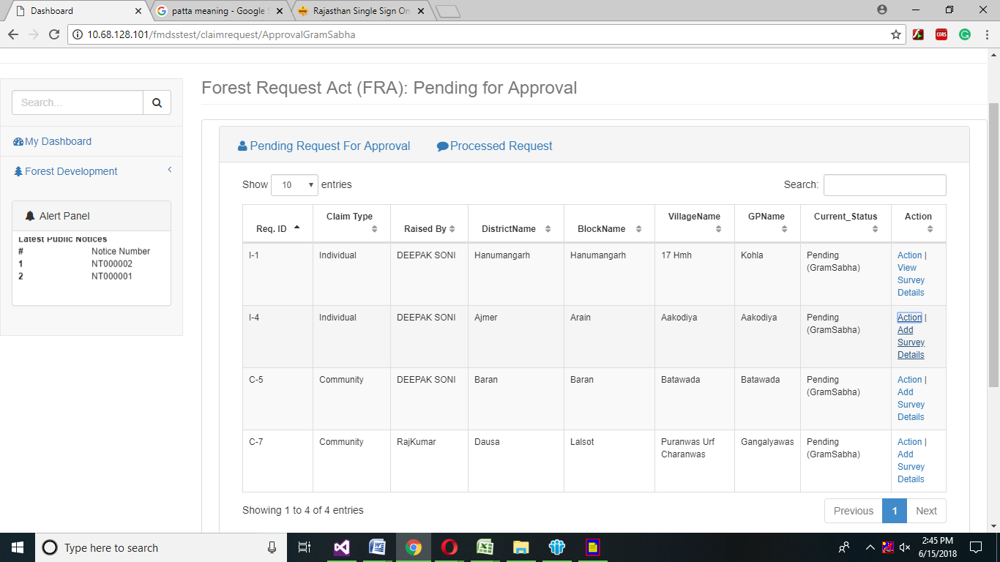 Dashboard
patta meaning - Google S
Rajasthan Single Sign On
10.68.128.101/fmdsstest/claimrequest/ApprovalGramSabha
CORS
Forest Request Act (FRA): Pending for Approval
Search...
My Dashboard
Forest Development
Alert Panel
Latest Public Notices
# Notice Number
1 NT000002
2 NT000001
Pending Request For Approval
Processed Request
Show 10 entries
Search:
Req. ID Claim Type Raised By DistrictName BlockName VillageName GPName Current_Status Action
I-1 Individual DEEPAK SONI Hanumangarh Hanumangarh 17 Hmh Kohla Pending Action |
(GramSabha) View
Survey
Details
I-4 Individual DEEPAK SONI Ajmer Arain Aakodiya Aakodiya Pending Action |
(GramSabha) Add
Survey
Details
C-5 Community DEEPAK SONI Baran Baran Batawada Batawada Pending Action |
(GramSabha) Add
Survey
Details
C-7 Community RajKumar Dausa Lalsot Puranwas Urf Gangalyawas Pending Action |
Charanwas (GramSabha) Add
Survey
Details
Showing 1 to 4 of 4 entries
Previous 1 Next
Type here to search
2:45 PM
6/15/2018